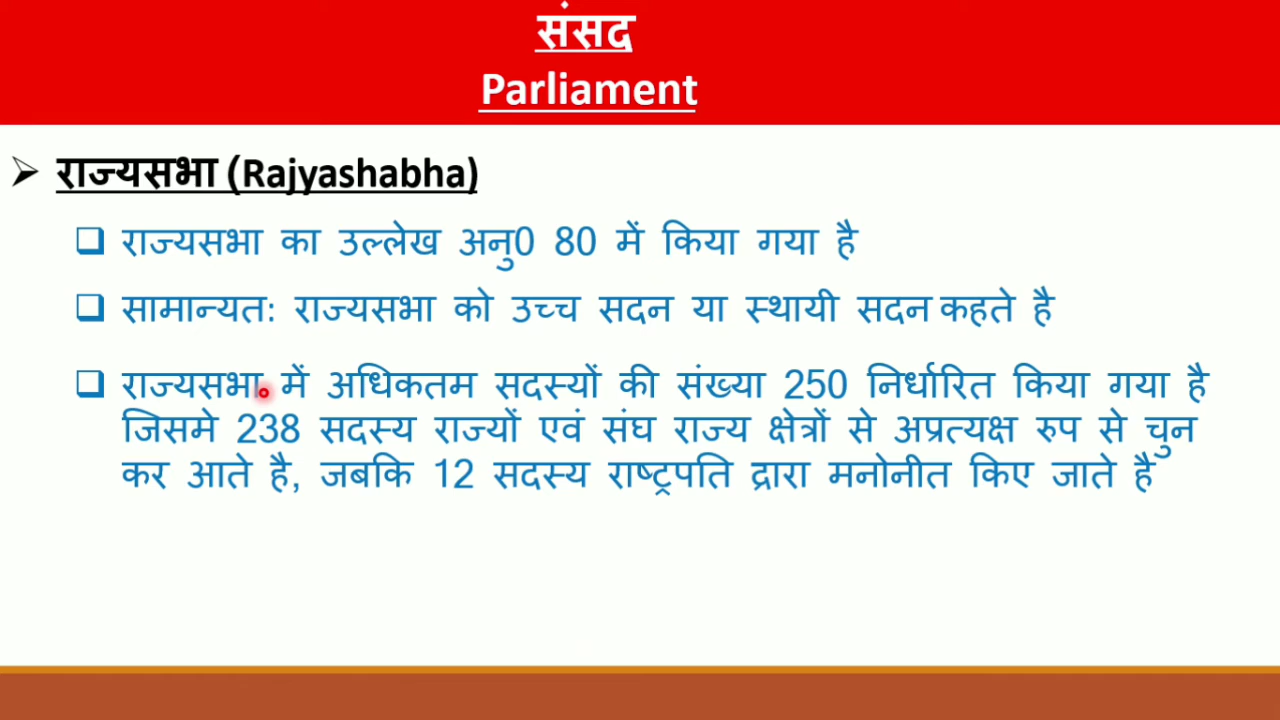 संसद
Parliament
राज्यसभा (Rajyashabha)
राज्यसभा का उल्लेख अनु0 80 में किया गया है
सामान्यतः राज्यसभा को उच्च सदन या स्थायी सदन कहते है
राज्यसभा में अधिकतम सदस्यों की संख्या 250 निर्धारित किया गया है
जिसमे 238 सदस्य राज्यों एवं संघ राज्य क्षेत्रों से अप्रत्यक्ष रुप से चुन
कर आते है, जबकि 12 सदस्य राष्ट्रपति द्वारा मनोनीत किए जाते है